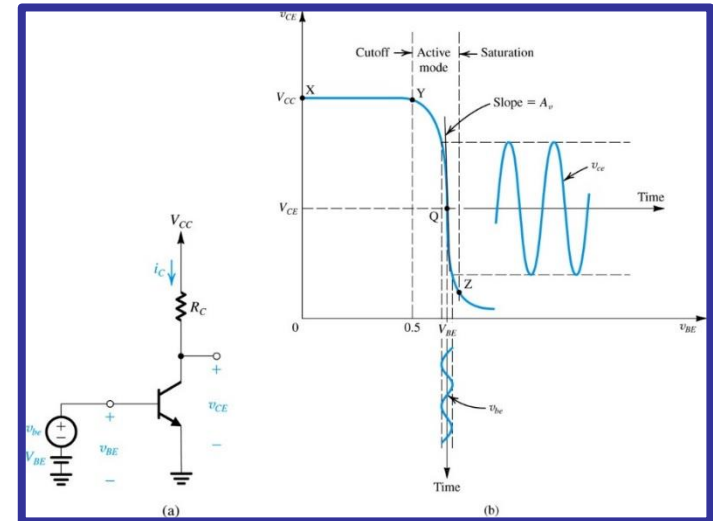 V_CC
i_C
R_C
+
v_CE
−
v_be
+
−
V_BE
+
v_BE
−
(a)
v_CE
Cutoff
Active
mode
Saturation
V_CC
X
Y
Slope = A_v
v_ce
Time
V_CE
Q
Z
0
0.5
V_BE
v_BE
v_be
Time
(b)